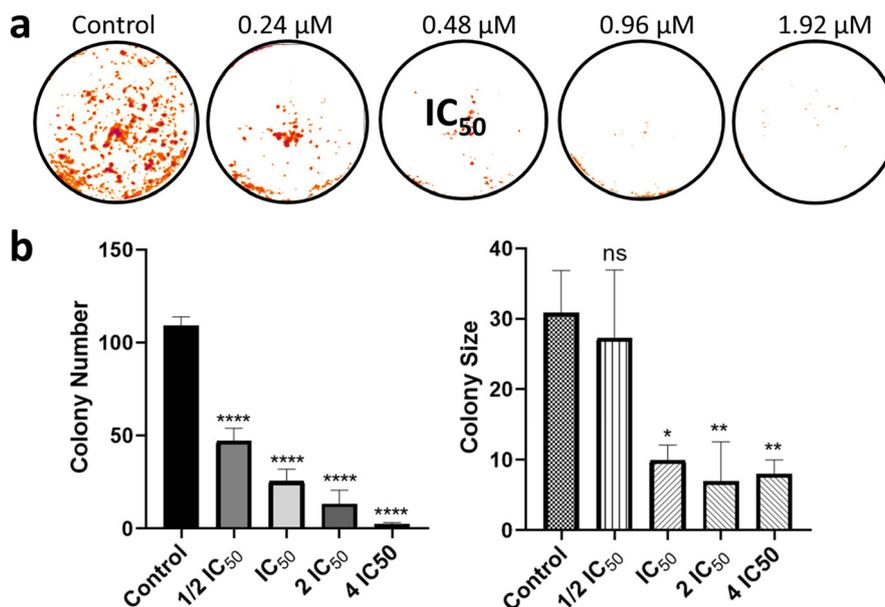 a
Control 0.24 µM 0.48 µM 0.96 µM 1.92 µM
IC50
b
150
100
50
0
Colony Number
****
****
****
****
Control 1/2 IC50 IC50 2 IC50 4 IC50
40
30
20
10
0
Colony Size
ns
*
**
**
Control 1/2 IC50 IC50 2 IC50 4 IC50